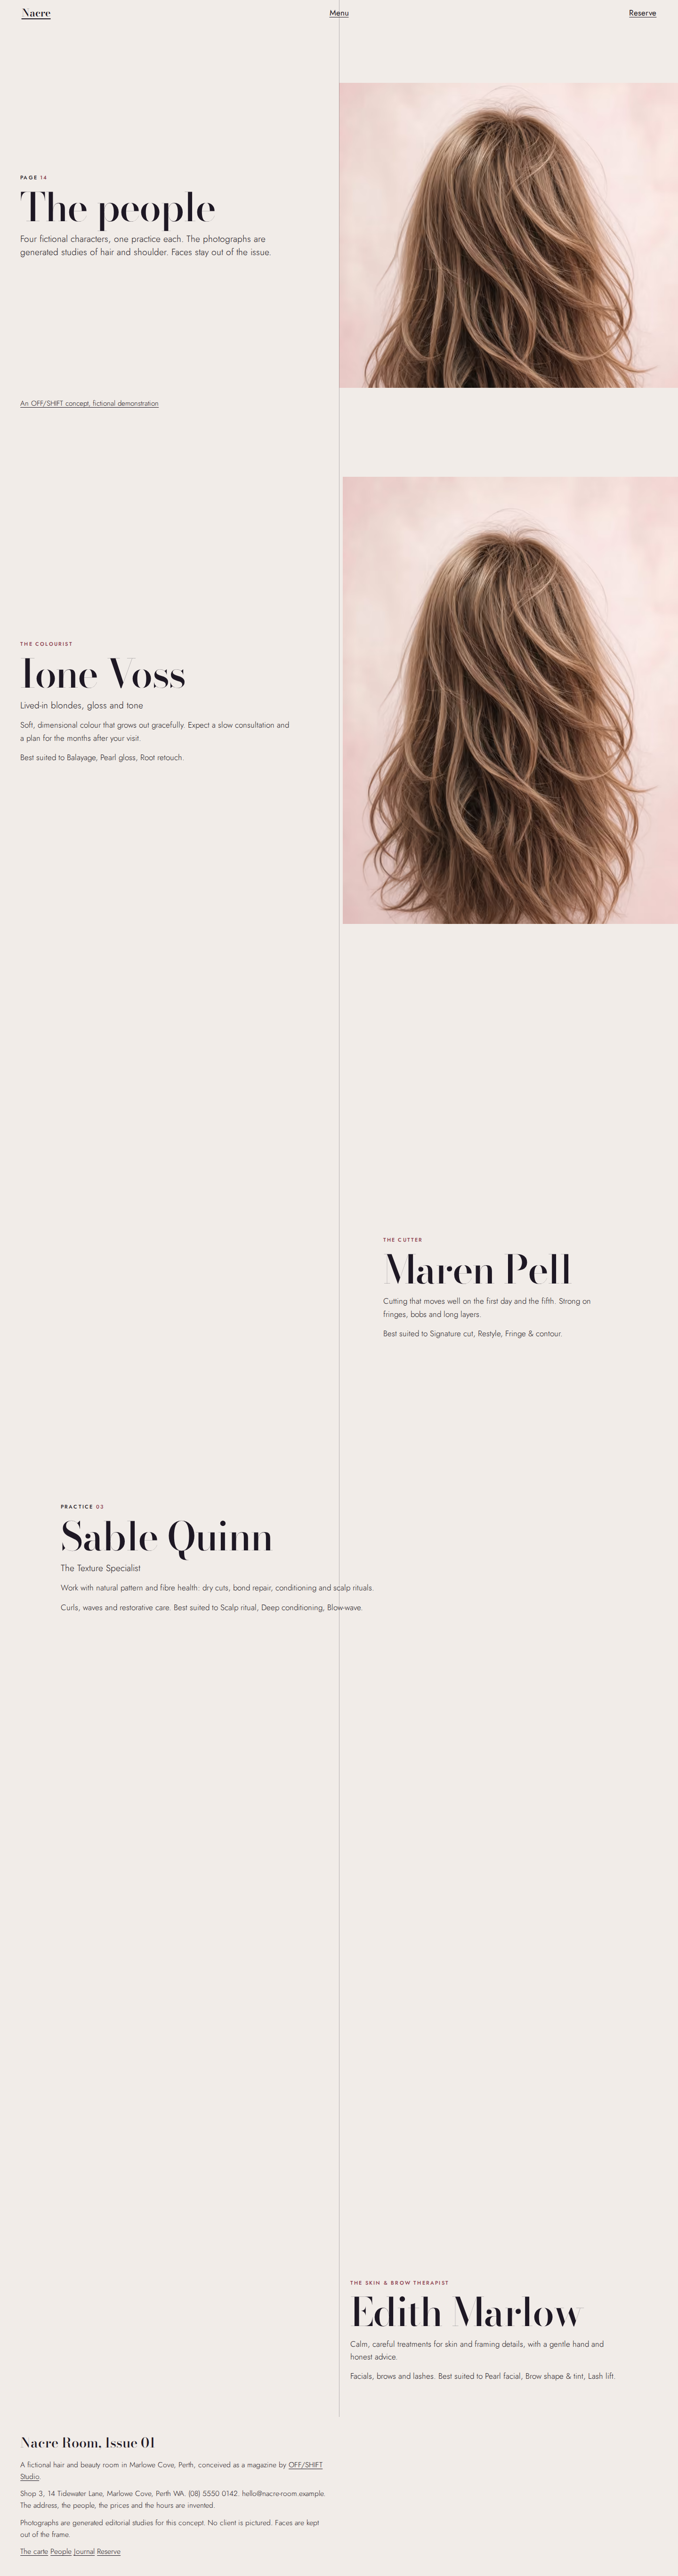 Nacre
Menu
Reserve
PAGE 14
The people
Four fictional characters, one practice each. The photographs are
generated studies of hair and shoulder. Faces stay out of the issue.
An OFF/SHIFT concept, fictional demonstration
THE COLOURIST
Ione Voss
Lived-in blondes, gloss and tone
Soft, dimensional colour that grows out gracefully. Expect a slow consultation and
a plan for the months after your visit.
Best suited to Balayage, Pearl gloss, Root retouch.
THE CUTTER
Maren Pell
Cutting that moves well on the first day and the fifth. Strong on
fringes, bobs and long layers.
Best suited to Signature cut, Restyle, Fringe & contour.
PRACTICE 03
Sable Quinn
The Texture Specialist
Work with natural pattern and fibre health: dry cuts, bond repair, conditioning and scalp rituals.
Curls, waves and restorative care. Best suited to Scalp ritual, Deep conditioning, Blow-wave.
THE SKIN & BROW THERAPIST
Edith Marlow
Calm, careful treatments for skin and framing details, with a gentle hand and
honest advice.
Facials, brows and lashes. Best suited to Pearl facial, Brow shape & tint, Lash lift.
Nacre Room, Issue 01
A fictional hair and beauty room in Marlowe Cove, Perth, conceived as a magazine by OFF/SHIFT
Studio.
Shop 3, 14 Tidewater Lane, Marlowe Cove, Perth WA. (08) 5550 0142. hello@nacre-room.example.
The address, the people, the prices and the hours are invented.
Photographs are generated editorial studies for this concept. No client is pictured. Faces are kept
out of the frame.
The carte People Journal Reserve